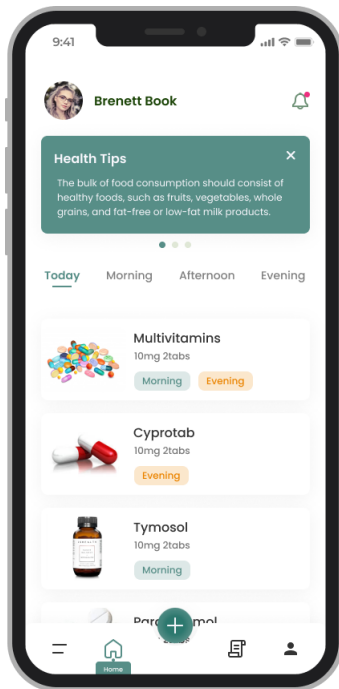 9:41
Brenett Book
Health Tips
The bulk of food consumption should consist of
healthy foods, such as fruits, vegetables, whole
grains, and fat-free or low-fat milk products.
Today Morning Afternoon Evening
Multivitamins
10mg 2tabs
Morning Evening
Cyprotab
10mg 2tabs
Evening
Tymosol
10mg 2tabs
Morning
Home